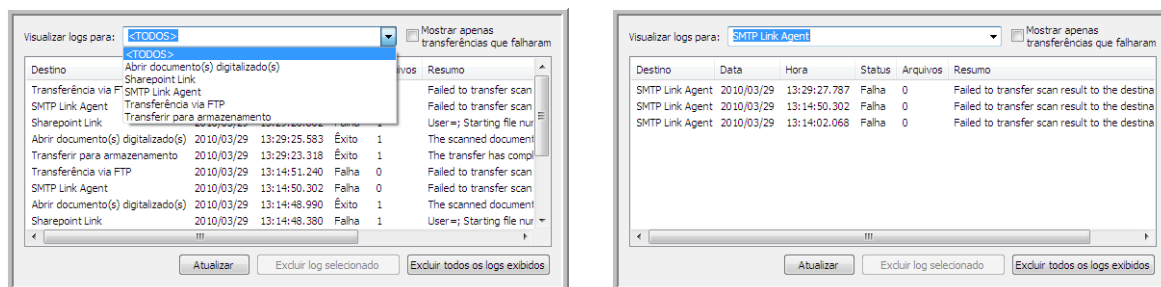 Visualizar logs para: <TODOS>
Mostrar apenas
transferências que falharam
<TODOS>
Abrir documento(s) digitalizado(s)
Sharepoint Link
SMTP Link Agent
Transferência via FTP
Transferir para armazenamento
Destino Resumo
Transferência via Failed to transfer scan
SMTP Link Agent Failed to transfer scan
Sharepoint Link 1 User=; Starting file nur
Abrir documento(s) digitalizado(s) 2010/03/29 13:29:25.583 Êxito 1 The scanned document
Transferir para armazenamento 2010/03/29 13:29:23.318 Êxito 1 The transfer has compl
Transferência via FTP 2010/03/29 13:14:51.240 Falha 0 Failed to transfer scan
SMTP Link Agent 2010/03/29 13:14:50.302 Falha 0 Failed to transfer scan
Abrir documento(s) digitalizado(s) 2010/03/29 13:14:48.990 Êxito 1 The scanned document
Sharepoint Link 2010/03/29 13:14:48.380 Falha 1 User=; Starting file nur
Atualizar Excluir log selecionado Excluir todos os logs exibidos
Visualizar logs para: SMTP Link Agent
Mostrar apenas
transferências que falharam
Destino Data Hora Status Arquivos Resumo
SMTP Link Agent 2010/03/29 13:29:27.787 Falha 0 Failed to transfer scan result to the destina
SMTP Link Agent 2010/03/29 13:14:50.302 Falha 0 Failed to transfer scan result to the destina
SMTP Link Agent 2010/03/29 13:14:02.068 Falha 0 Failed to transfer scan result to the destina
Atualizar Excluir log selecionado Excluir todos os logs exibidos